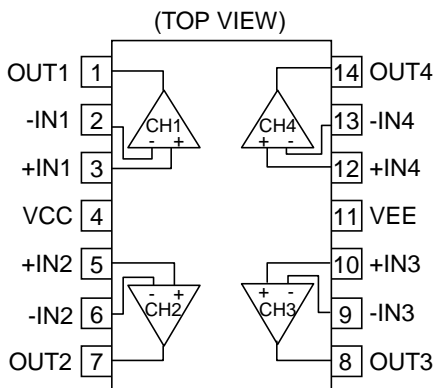 (TOP VIEW)
OUT1 1 14 OUT4
-IN1 2 CH1 CH4 13 -IN4
- + + -
+IN1 3 12 +IN4
VCC 4 11 VEE
+IN2 5 10 +IN3
- + + -
-IN2 6 CH2 CH3 9 -IN3
OUT2 7 8 OUT3